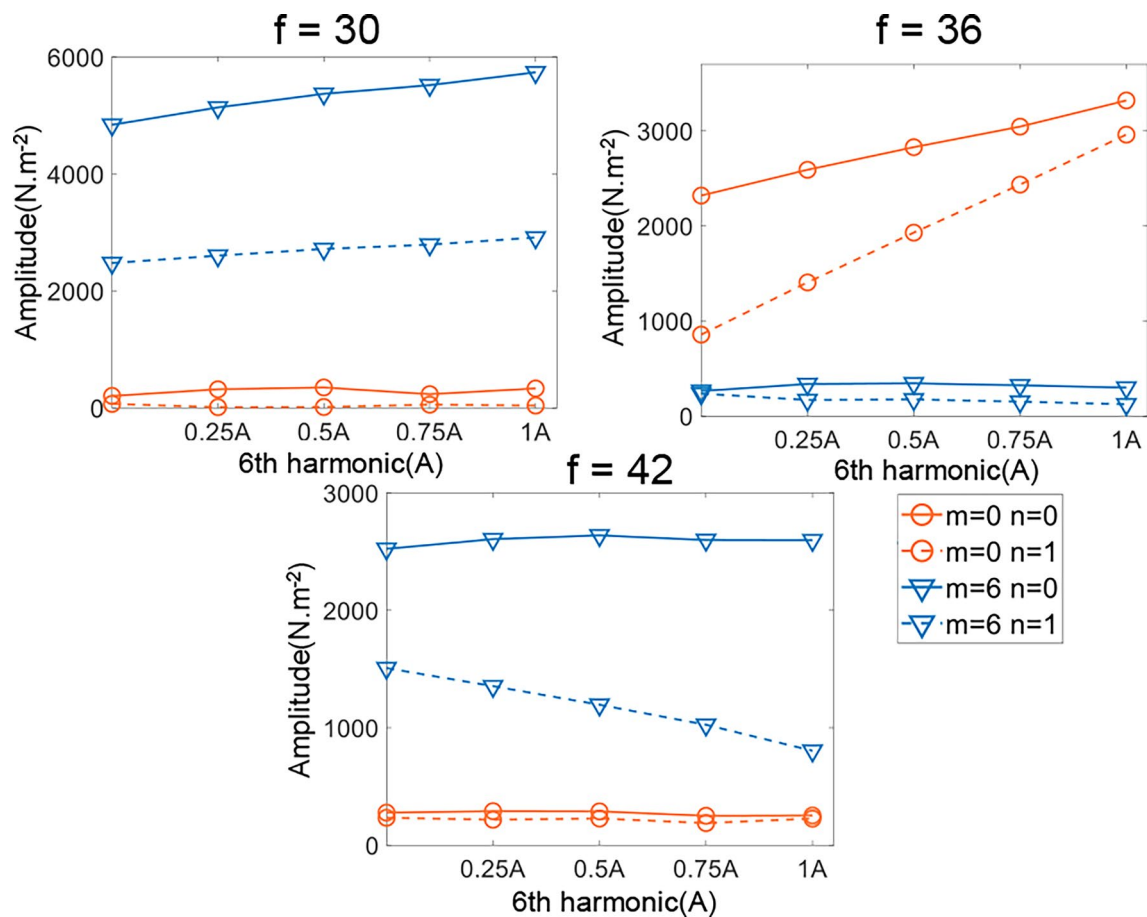 f = 30
6000
4000
2000
0
Amplitude(N.m-2)
0.25A 0.5A 0.75A 1A
6th harmonic(A)
f = 36
3000
2000
1000
0
Amplitude(N.m-2)
0.25A 0.5A 0.75A 1A
6th harmonic(A)
f = 42
3000
2000
1000
0
Amplitude(N.m-2)
0.25A 0.5A 0.75A 1A
6th harmonic(A)
m=0 n=0
m=0 n=1
m=6 n=0
m=6 n=1